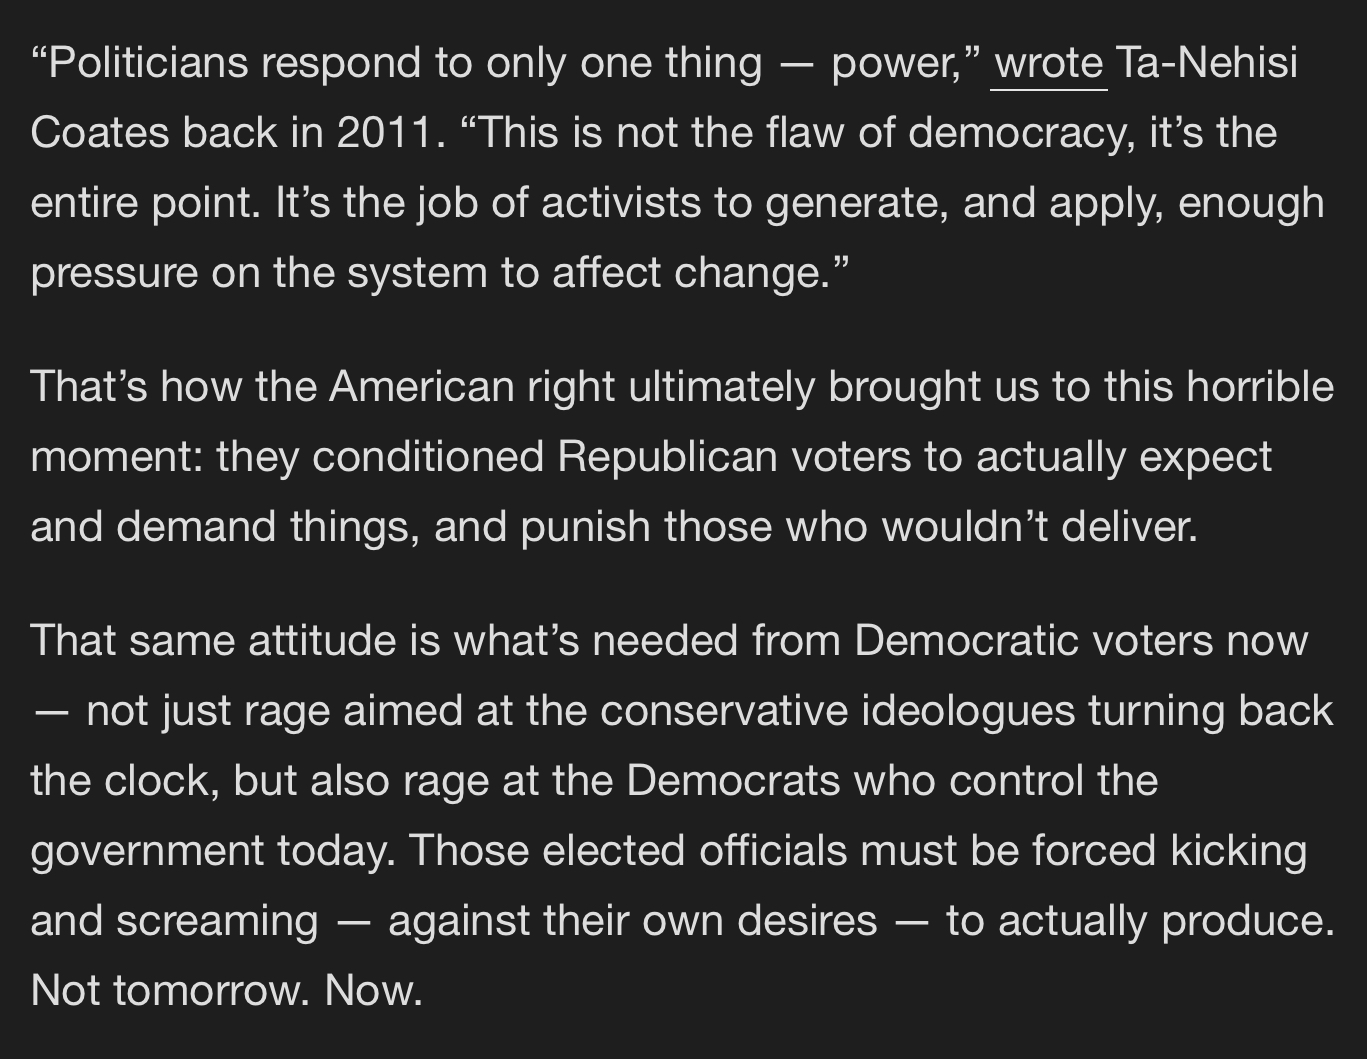 “Politicians respond to only one thing — power,” wrote Ta-Nehisi
Coates back in 2011. “This is not the flaw of democracy, it’s the
entire point. It’s the job of activists to generate, and apply, enough
pressure on the system to affect change.”
That’s how the American right ultimately brought us to this horrible
moment: they conditioned Republican voters to actually expect
and demand things, and punish those who wouldn’t deliver.
That same attitude is what’s needed from Democratic voters now
— not just rage aimed at the conservative ideologues turning back
the clock, but also rage at the Democrats who control the
government today. Those elected officials must be forced kicking
and screaming — against their own desires — to actually produce.
Not tomorrow. Now.